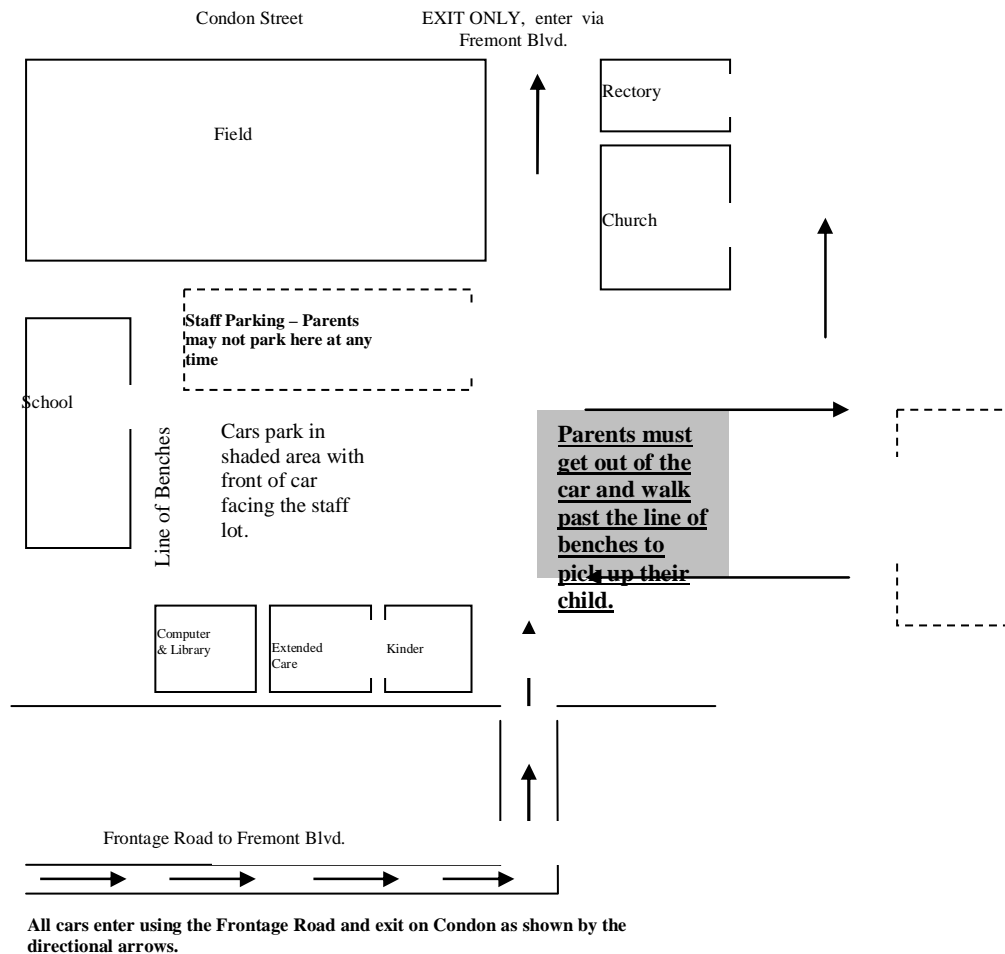 Condon Street
EXIT ONLY,  enter  via
Fremont Blvd.
Rectory
Field
Church
Staff Parking – Parents
may not park here at any
time
School
Line of Benches
Cars park in
shaded area with
front of car
facing the staff
lot.
Parents must
get out of the
car and walk
past the line of
benches to
pick up their
child.
Computer
& Library
Extended
Care
Kinder
Frontage Road to Fremont Blvd.
All cars enter using the Frontage Road and exit on Condon as shown by the
directional arrows.